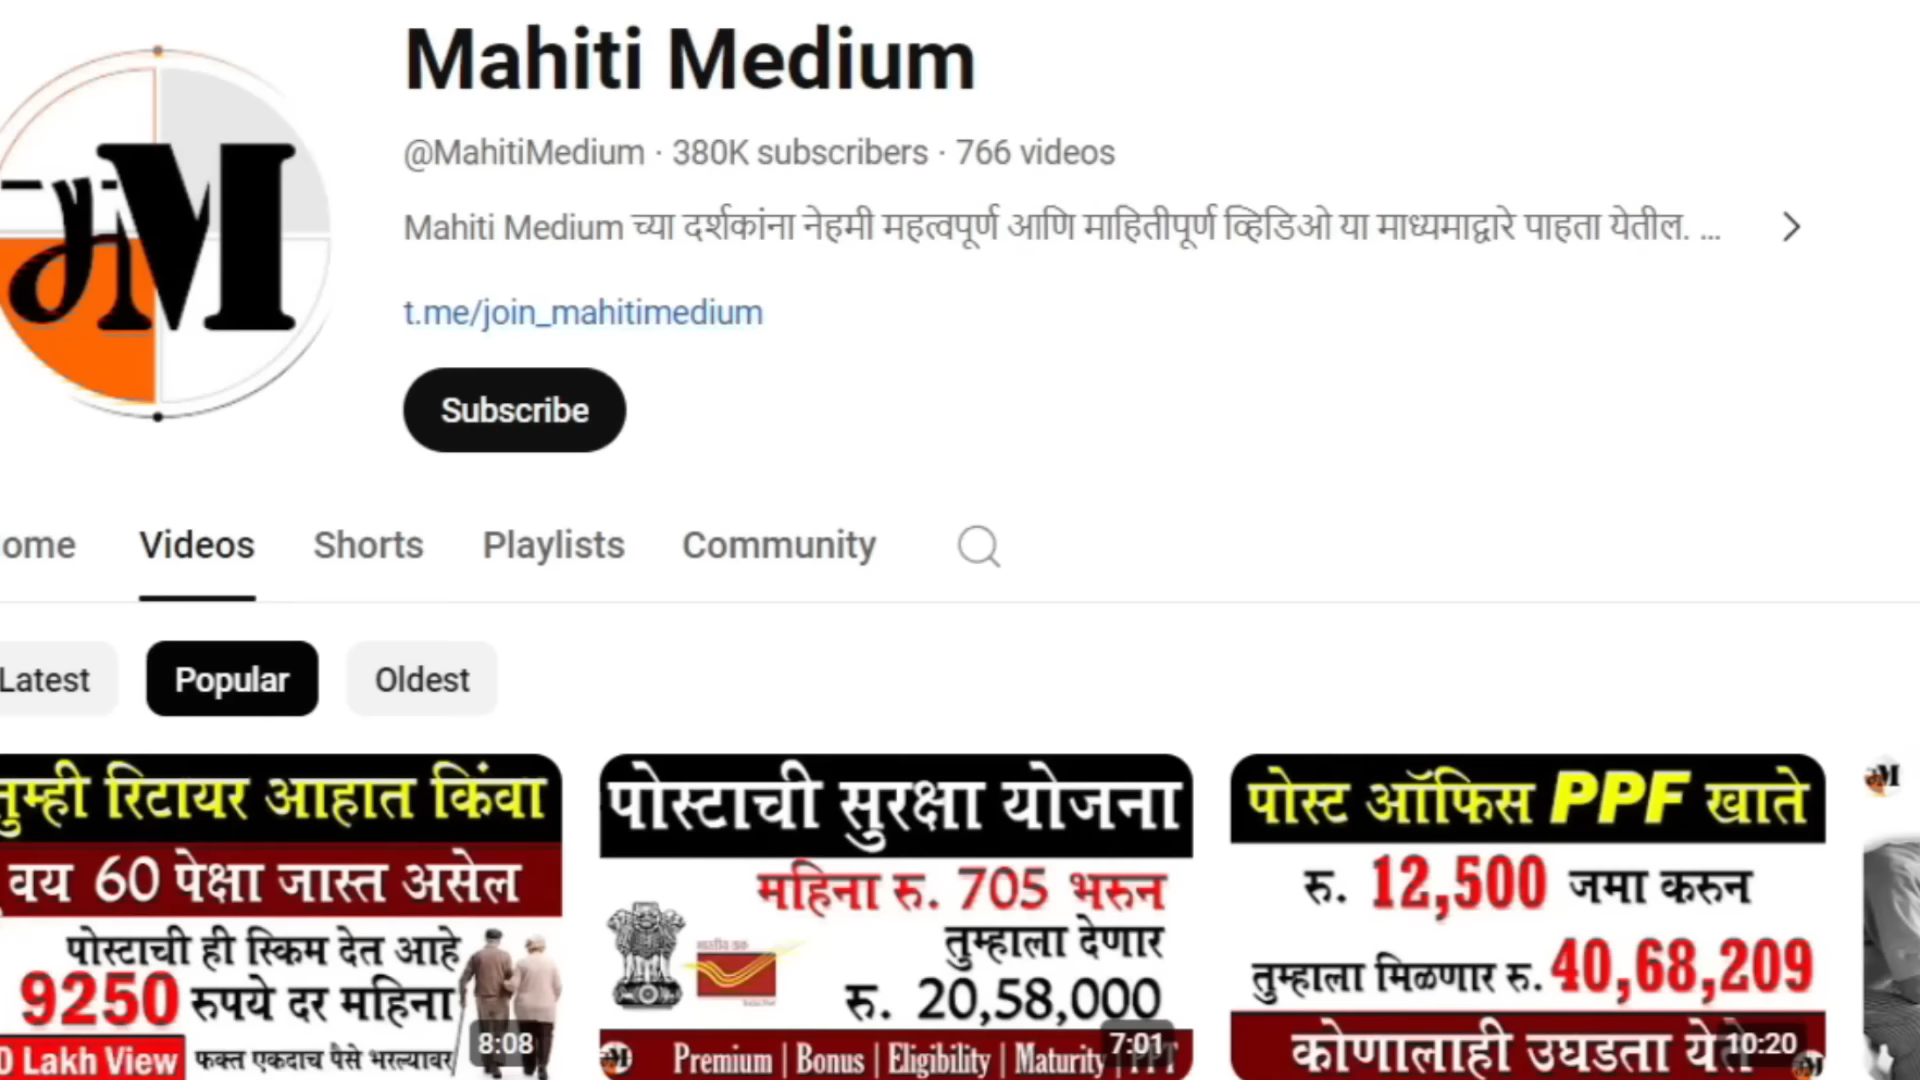 Mahiti Medium
@MahitiMedium · 380K subscribers · 766 videos
Mahiti Medium च्या दर्शकांना नेहमी महत्वपूर्ण आणि माहितीपूर्ण व्हिडिओ या माध्यमाद्वारे पाहता येतील. ...
t.me/join_mahitimedium
Subscribe
ome Videos Shorts Playlists Community
Latest Popular Oldest
तुम्ही रिटायर आहात किंवा
वय 60 पेक्षा जास्त असेल
पोस्टाची ही स्किम देत आहे
9250 रुपये दर महिना
0 Lakh View फक्त एकदाच पैसे भरल्यावर
8:08
पोस्टाची सुरक्षा योजना
महिना रु. 705 भरुन
तुम्हाला देणार
रु. 20,58,000
Premium | Bonus | Eligibility | Maturity
7:01
पोस्ट ऑफिस PPF खाते
रु. 12,500 जमा करुन
तुम्हाला मिळणार रु. 40,68,209
कोणालाही उघडता येते
10:20